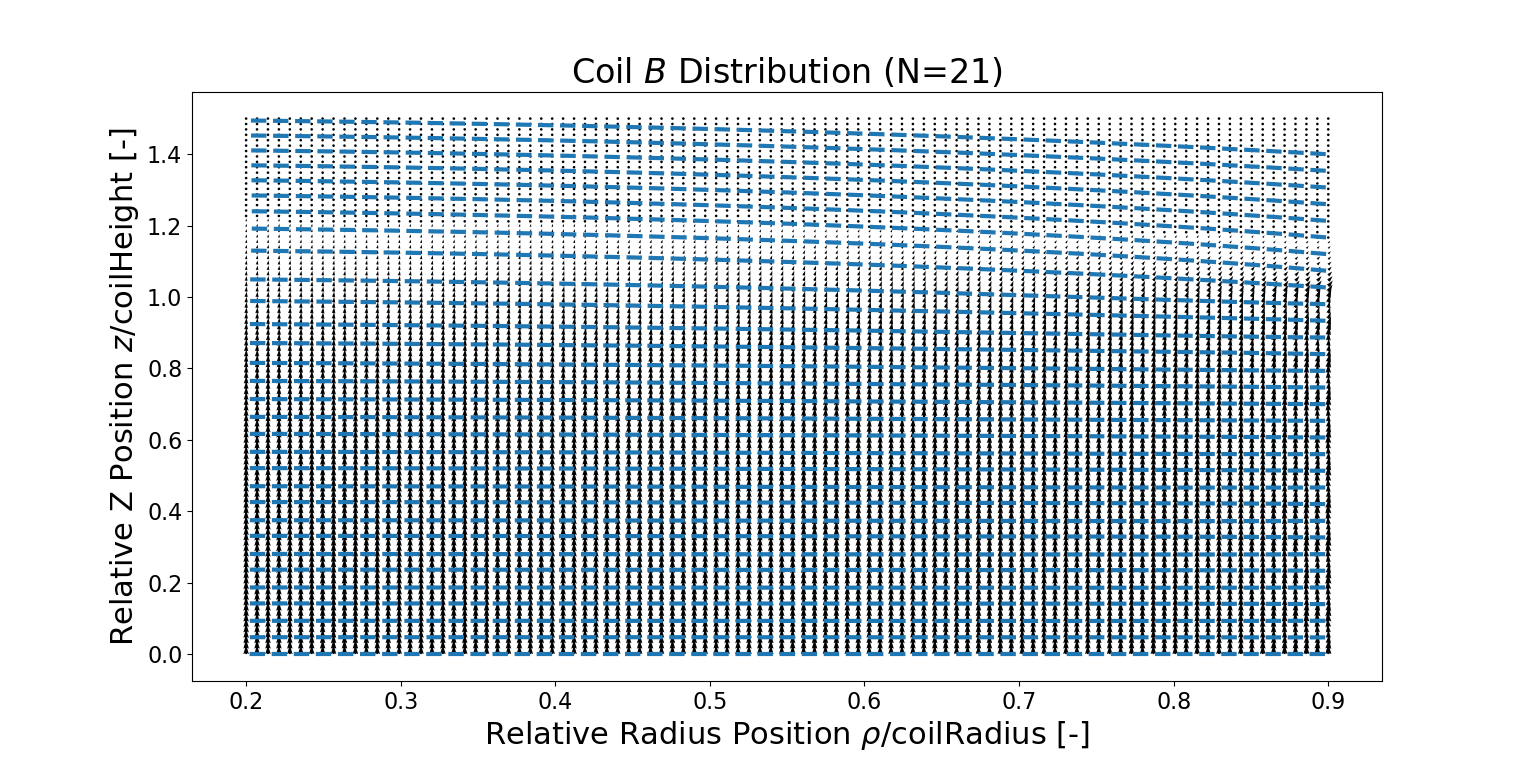 Coil B Distribution (N=21)
Relative Z Position z/coilHeight [-]
1.4
1.2
1.0
0.8
0.6
0.4
0.2
0.0
0.2 0.3 0.4 0.5 0.6 0.7 0.8 0.9
Relative Radius Position ρ/coilRadius [-]